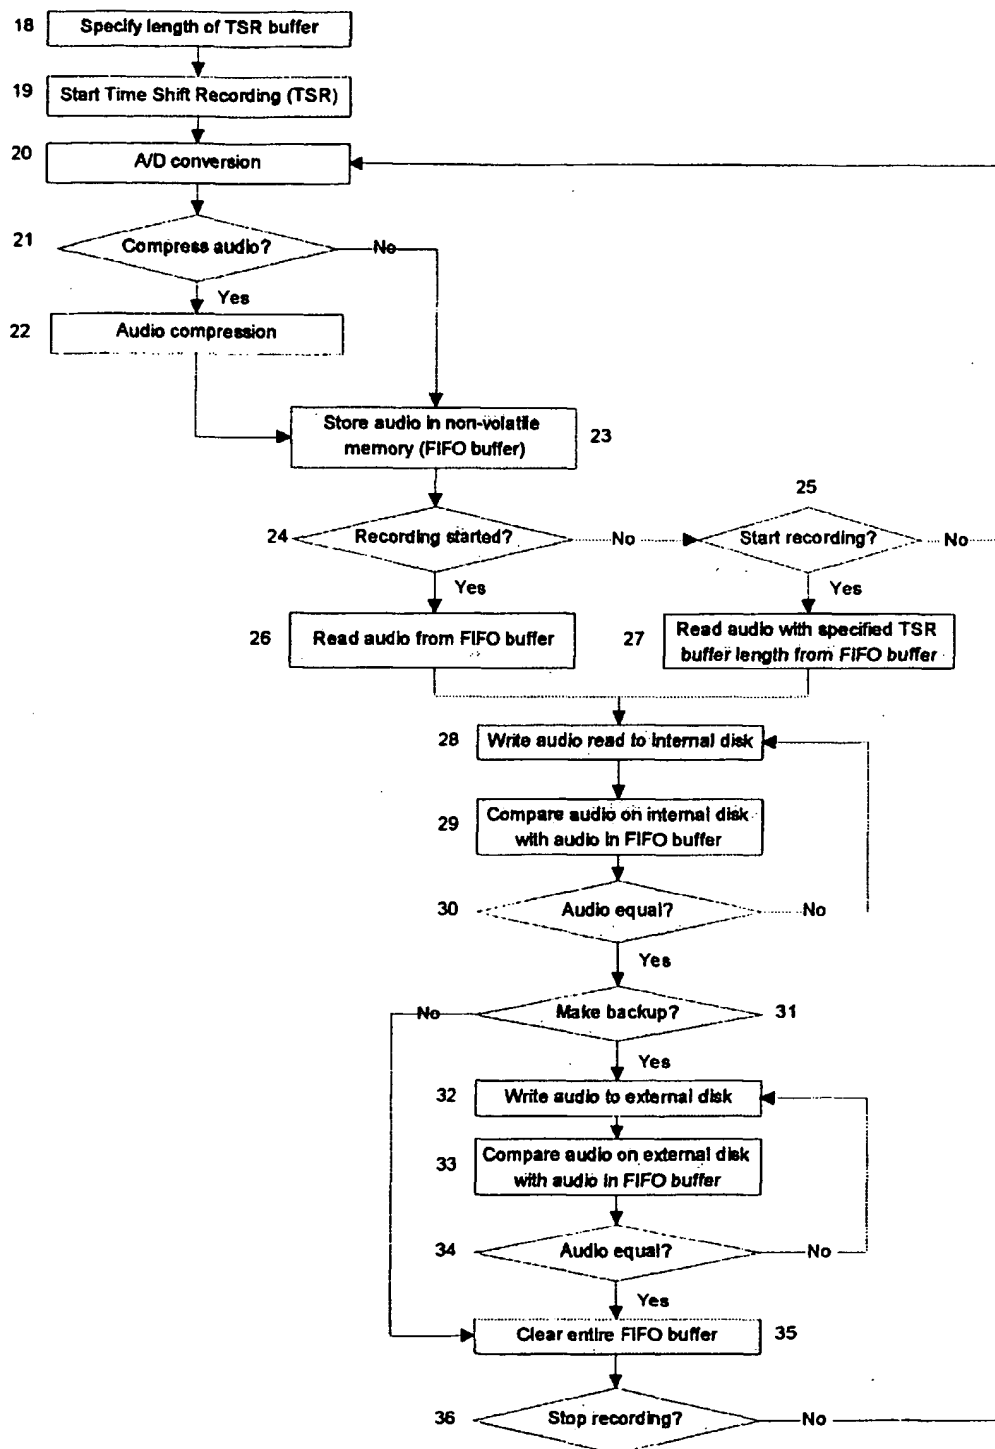 18 Specify length of TSR buffer
19 Start Time Shift Recording (TSR)
20 A/D conversion
21 Compress audio? No
Yes
22 Audio compression
Store audio in non-volatile
memory (FIFO buffer)
23
25
24 Recording started? No Start recording? No
Yes Yes
26 Read audio from FIFO buffer
27 Read audio with specified TSR
buffer length from FIFO buffer
28 Write audio read to internal disk
29 Compare audio on internal disk
with audio in FIFO buffer
30 Audio equal? No
Yes
No Make backup? 31
Yes
32 Write audio to external disk
33 Compare audio on external disk
with audio in FIFO buffer
34 Audio equal? No
Yes
Clear entire FIFO buffer 35
36 Stop recording? No